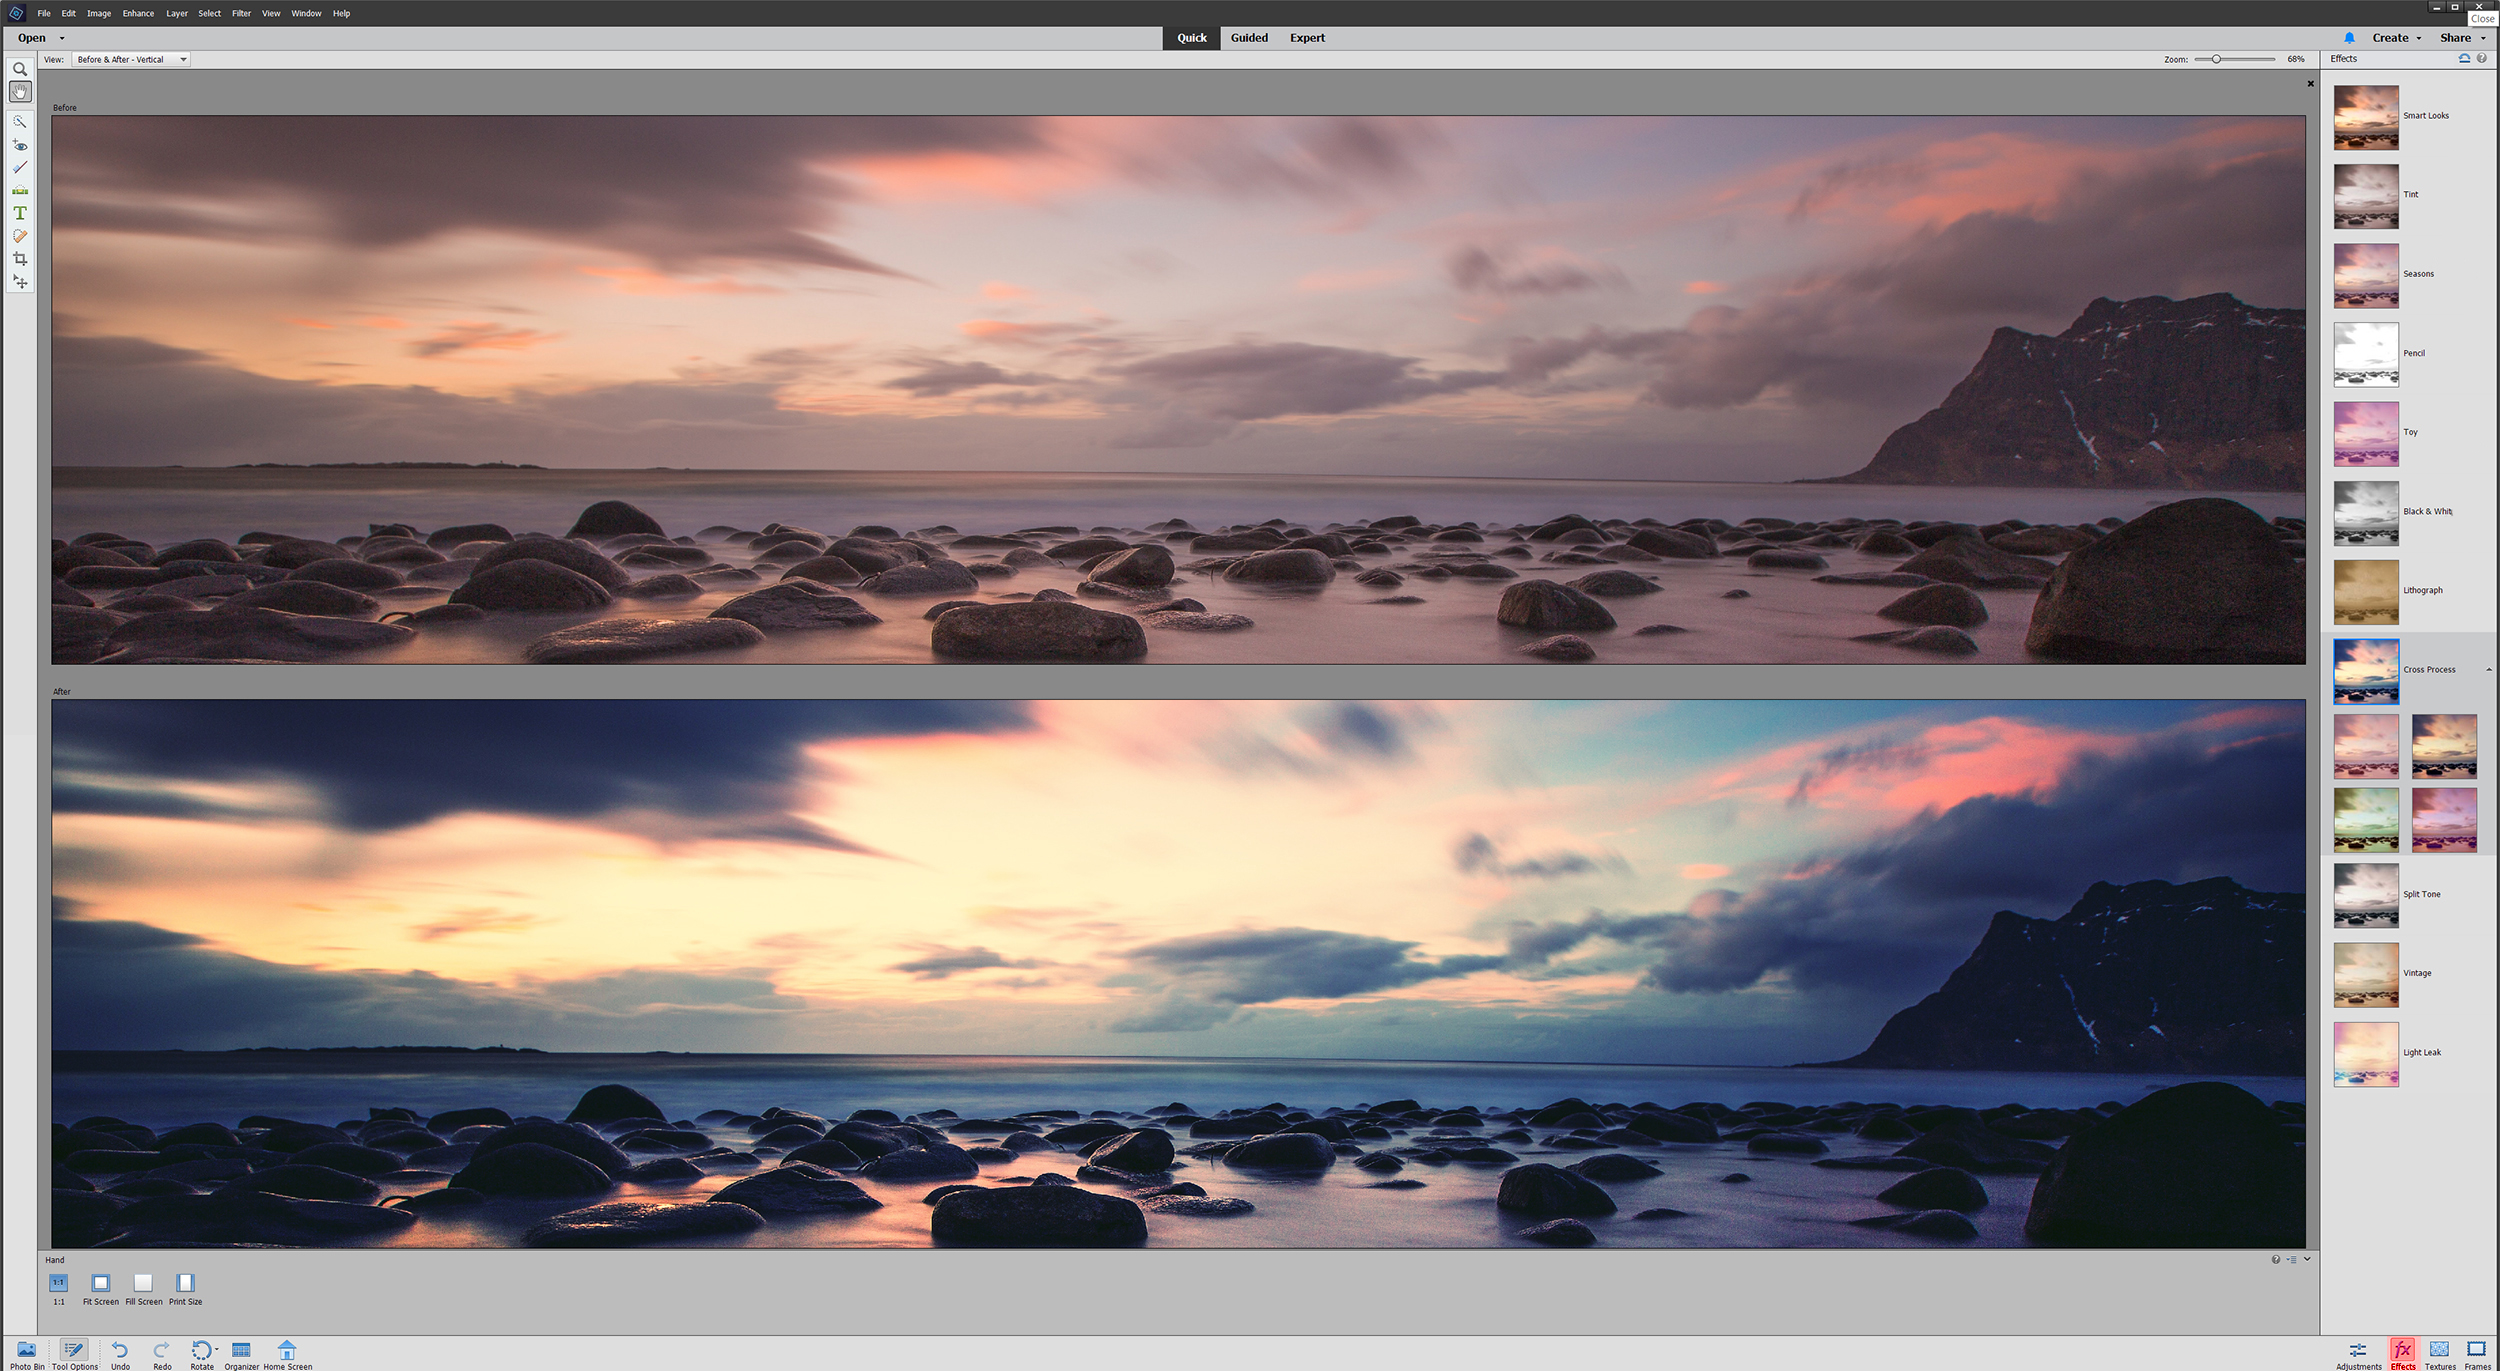 File Edit Image Enhance Layer Select Filter View Window Help
Close
Open Quick Guided Expert Create Share
View: Before & After - Vertical Zoom: 68% Effects
Before
Smart Looks
Tint
Seasons
Pencil
Toy
Black & Whit
Lithograph
Cross Process
After
Split Tone
Vintage
Light Leak
Hand
1:1
1:1 Fit Screen Fill Screen Print Size
fx
Photo Bin Tool Options Undo Redo Rotate Organizer Home Screen Adjustments Effects Textures Frames